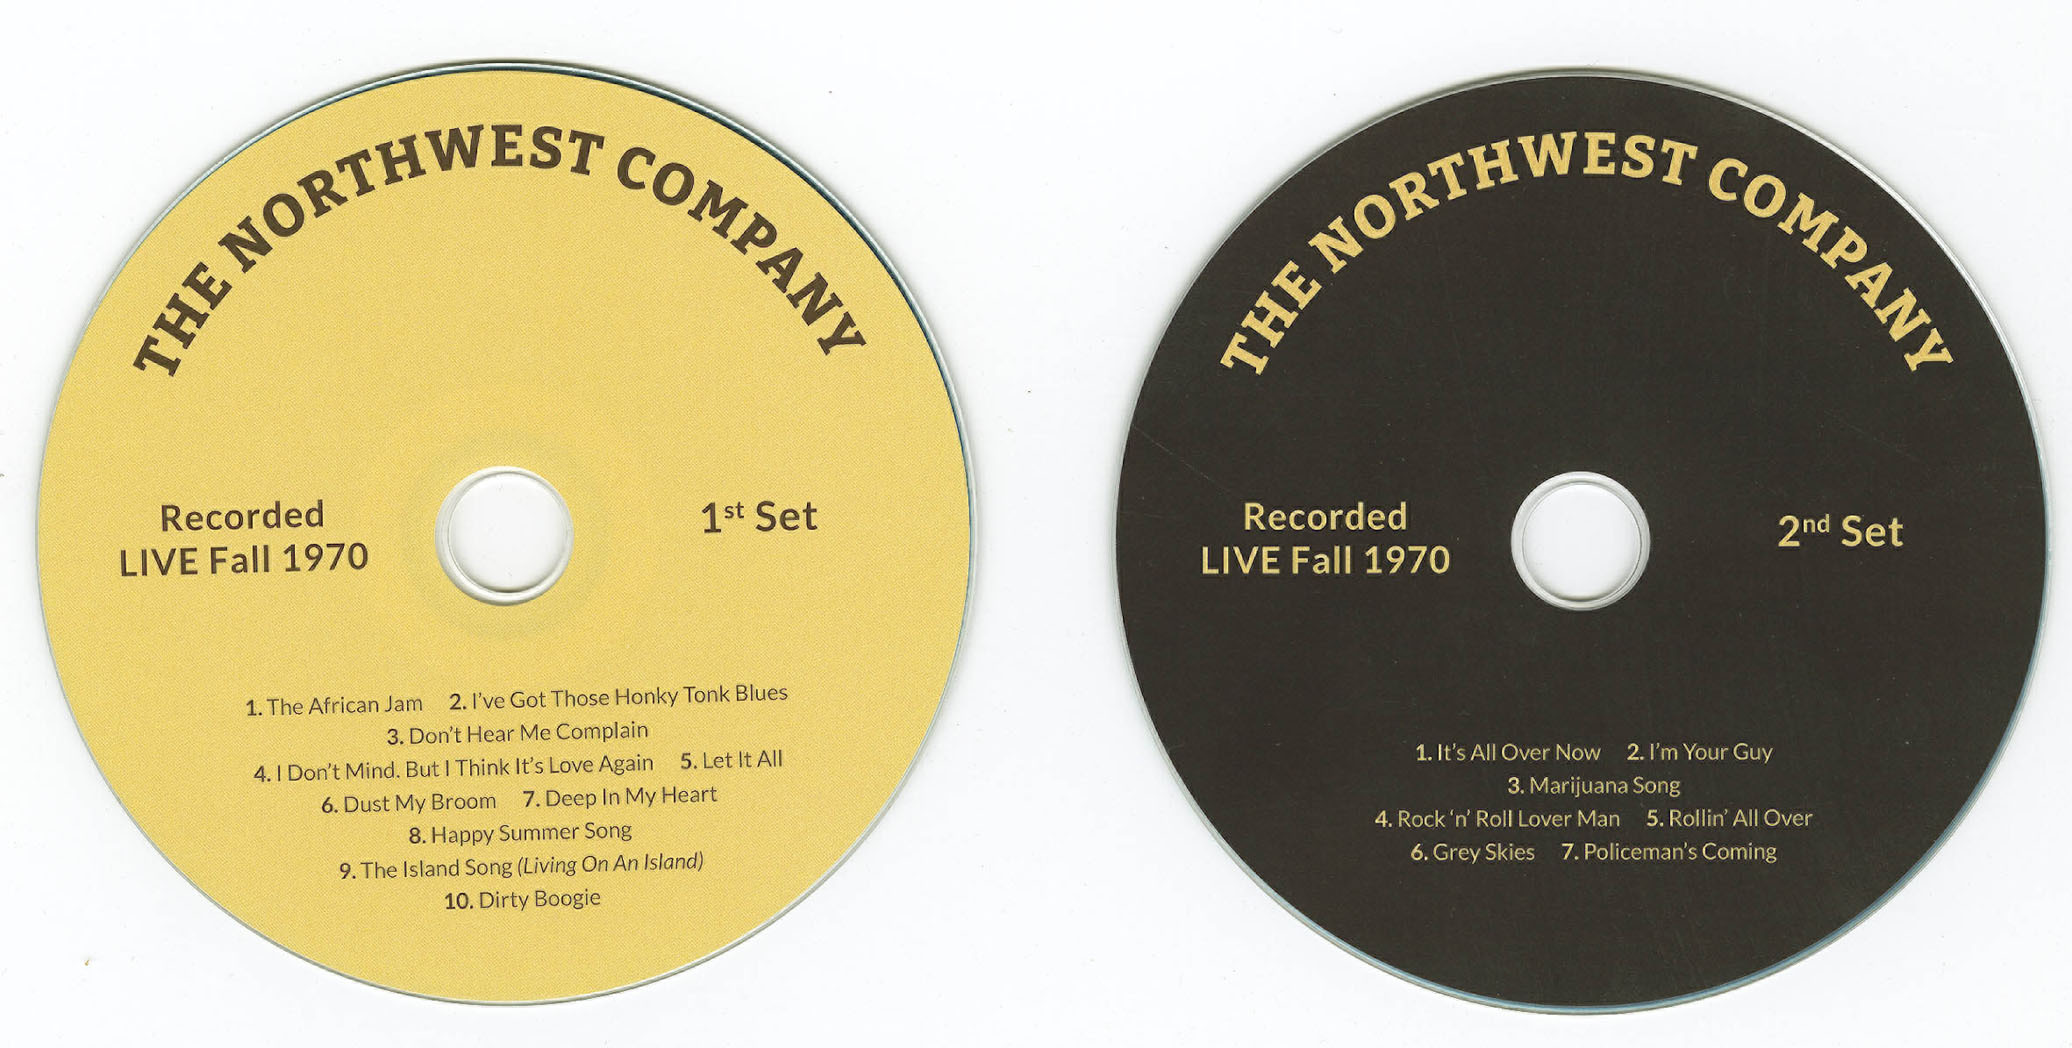 THE NORTHWEST COMPANY
Recorded
LIVE Fall 1970
1st Set
1. The African Jam 2. I've Got Those Honky Tonk Blues
3. Don't Hear Me Complain
4. I Don't Mind. But I Think It's Love Again 5. Let It All
6. Dust My Broom 7. Deep In My Heart
8. Happy Summer Song
9. The Island Song (Living On An Island)
10. Dirty Boogie
THE NORTHWEST COMPANY
Recorded
LIVE Fall 1970
2nd Set
1. It's All Over Now 2. I'm Your Guy
3. Marijuana Song
4. Rock 'n' Roll Lover Man 5. Rollin' All Over
6. Grey Skies 7. Policeman's Coming